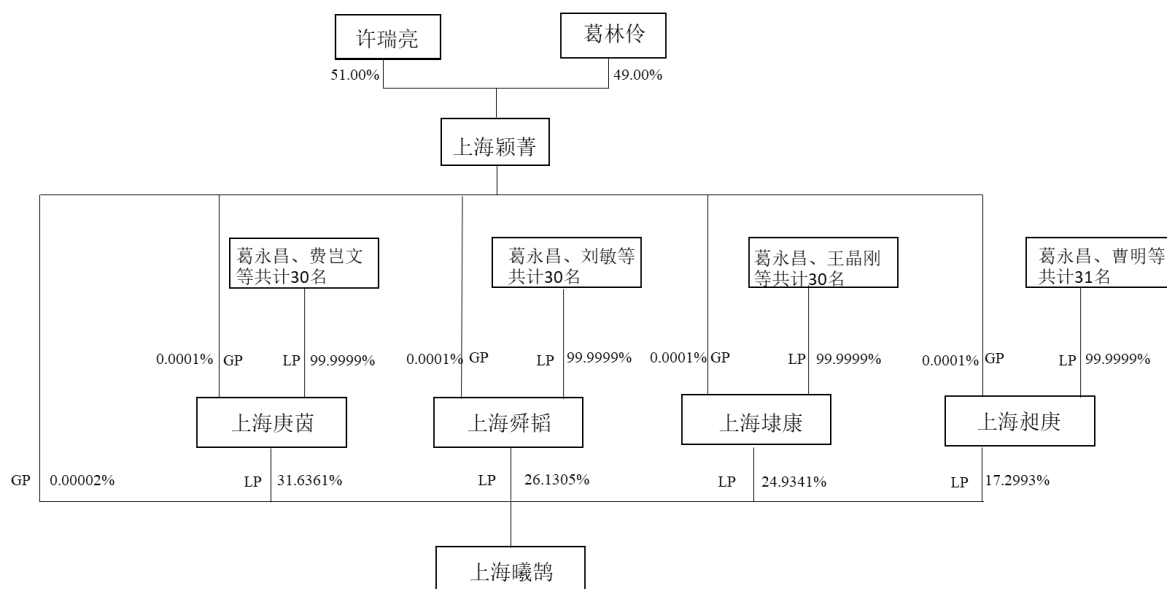 许瑞亮
葛林伶
51.00%
49.00%
上海颖菁
葛永昌、费岂文
等共计30名
葛永昌、刘敏等
共计30名
葛永昌、王晶刚
等共计30名
葛永昌、曹明等
共计31名
0.0001% GP
LP 99.9999%
0.0001% GP
LP 99.9999%
0.0001% GP
LP 99.9999%
0.0001% GP
LP 99.9999%
上海庚茵
上海舜韬
上海埭康
上海昶庚
GP 0.00002%
LP 31.6361%
LP 26.1305%
LP 24.9341%
LP 17.2993%
上海曦鹄